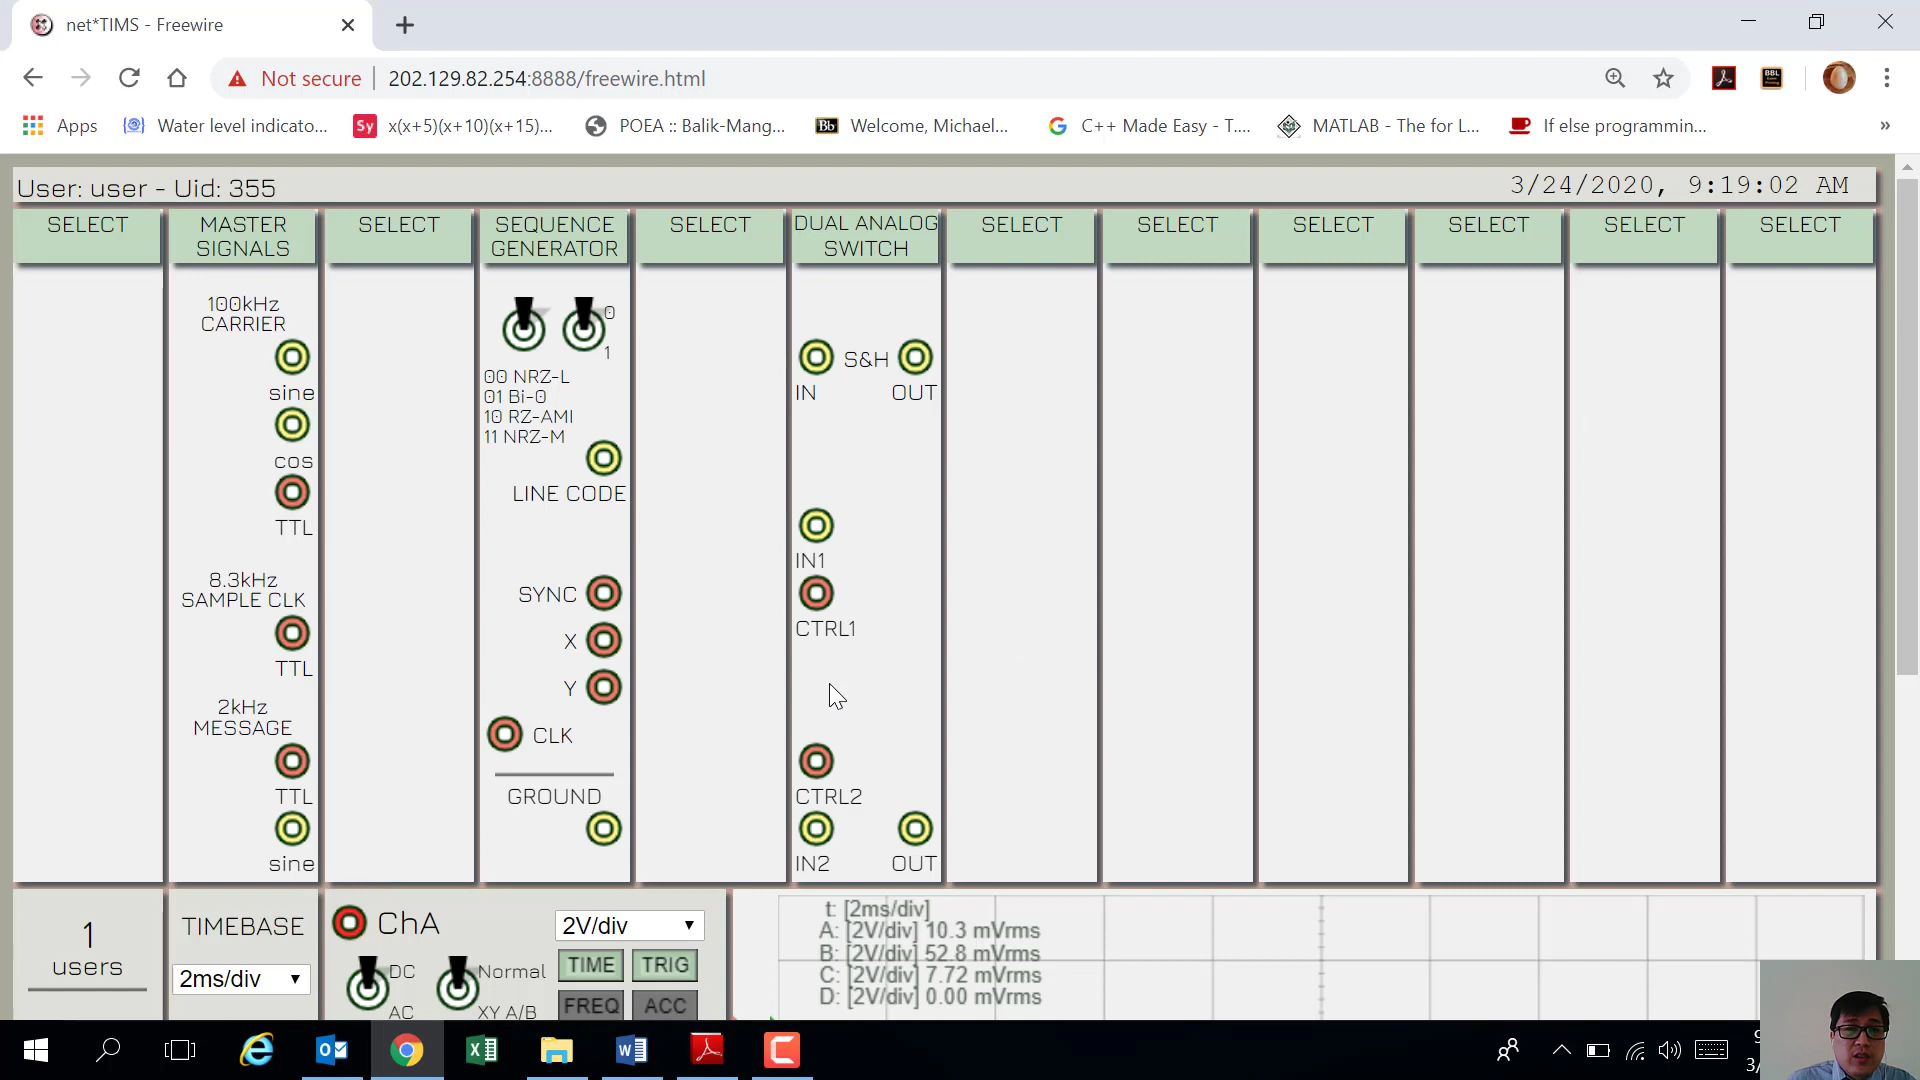 net*TIMS - Freewire
Not secure
202.129.82.254:8888/freewire.html
Apps
Water level indicato...
Sy
x(x+5)(x+10)(x+15)...
POEA :: Balik-Mang...
Bb
Welcome, Michael...
C++ Made Easy - T....
MATLAB - The for L...
If else programmin...
»
BBL
User: user - Uid: 355
3/24/2020, 9:19:02 AM
SELECT
MASTER
SIGNALS
SELECT
SEQUENCE
GENERATOR
SELECT
DUAL ANALOG
SWITCH
SELECT
SELECT
SELECT
SELECT
SELECT
SELECT
100kHz
CARRIER
sine
cos
TTL
8.3kHz
SAMPLE CLK
TTL
2kHz
MESSAGE
TTL
sine
0
1
00 NRZ-L
01 Bi-0
10 RZ-AMI
11 NRZ-M
LINE CODE
SYNC
X
Y
CLK
GROUND
S&H
IN
OUT
IN1
CTRL1
CTRL2
IN2
OUT
1
users
TIMEBASE
2ms/div
ChA
2V/div
DC
AC
Normal
XY A/B
TIME
TRIG
FREQ
ACC
t: [2ms/div]
A: [2V/div] 10.3 mVrms
B: [2V/div] 52.8 mVrms
C: [2V/div] 7.72 mVrms
D: [2V/div] 0.00 mVrms